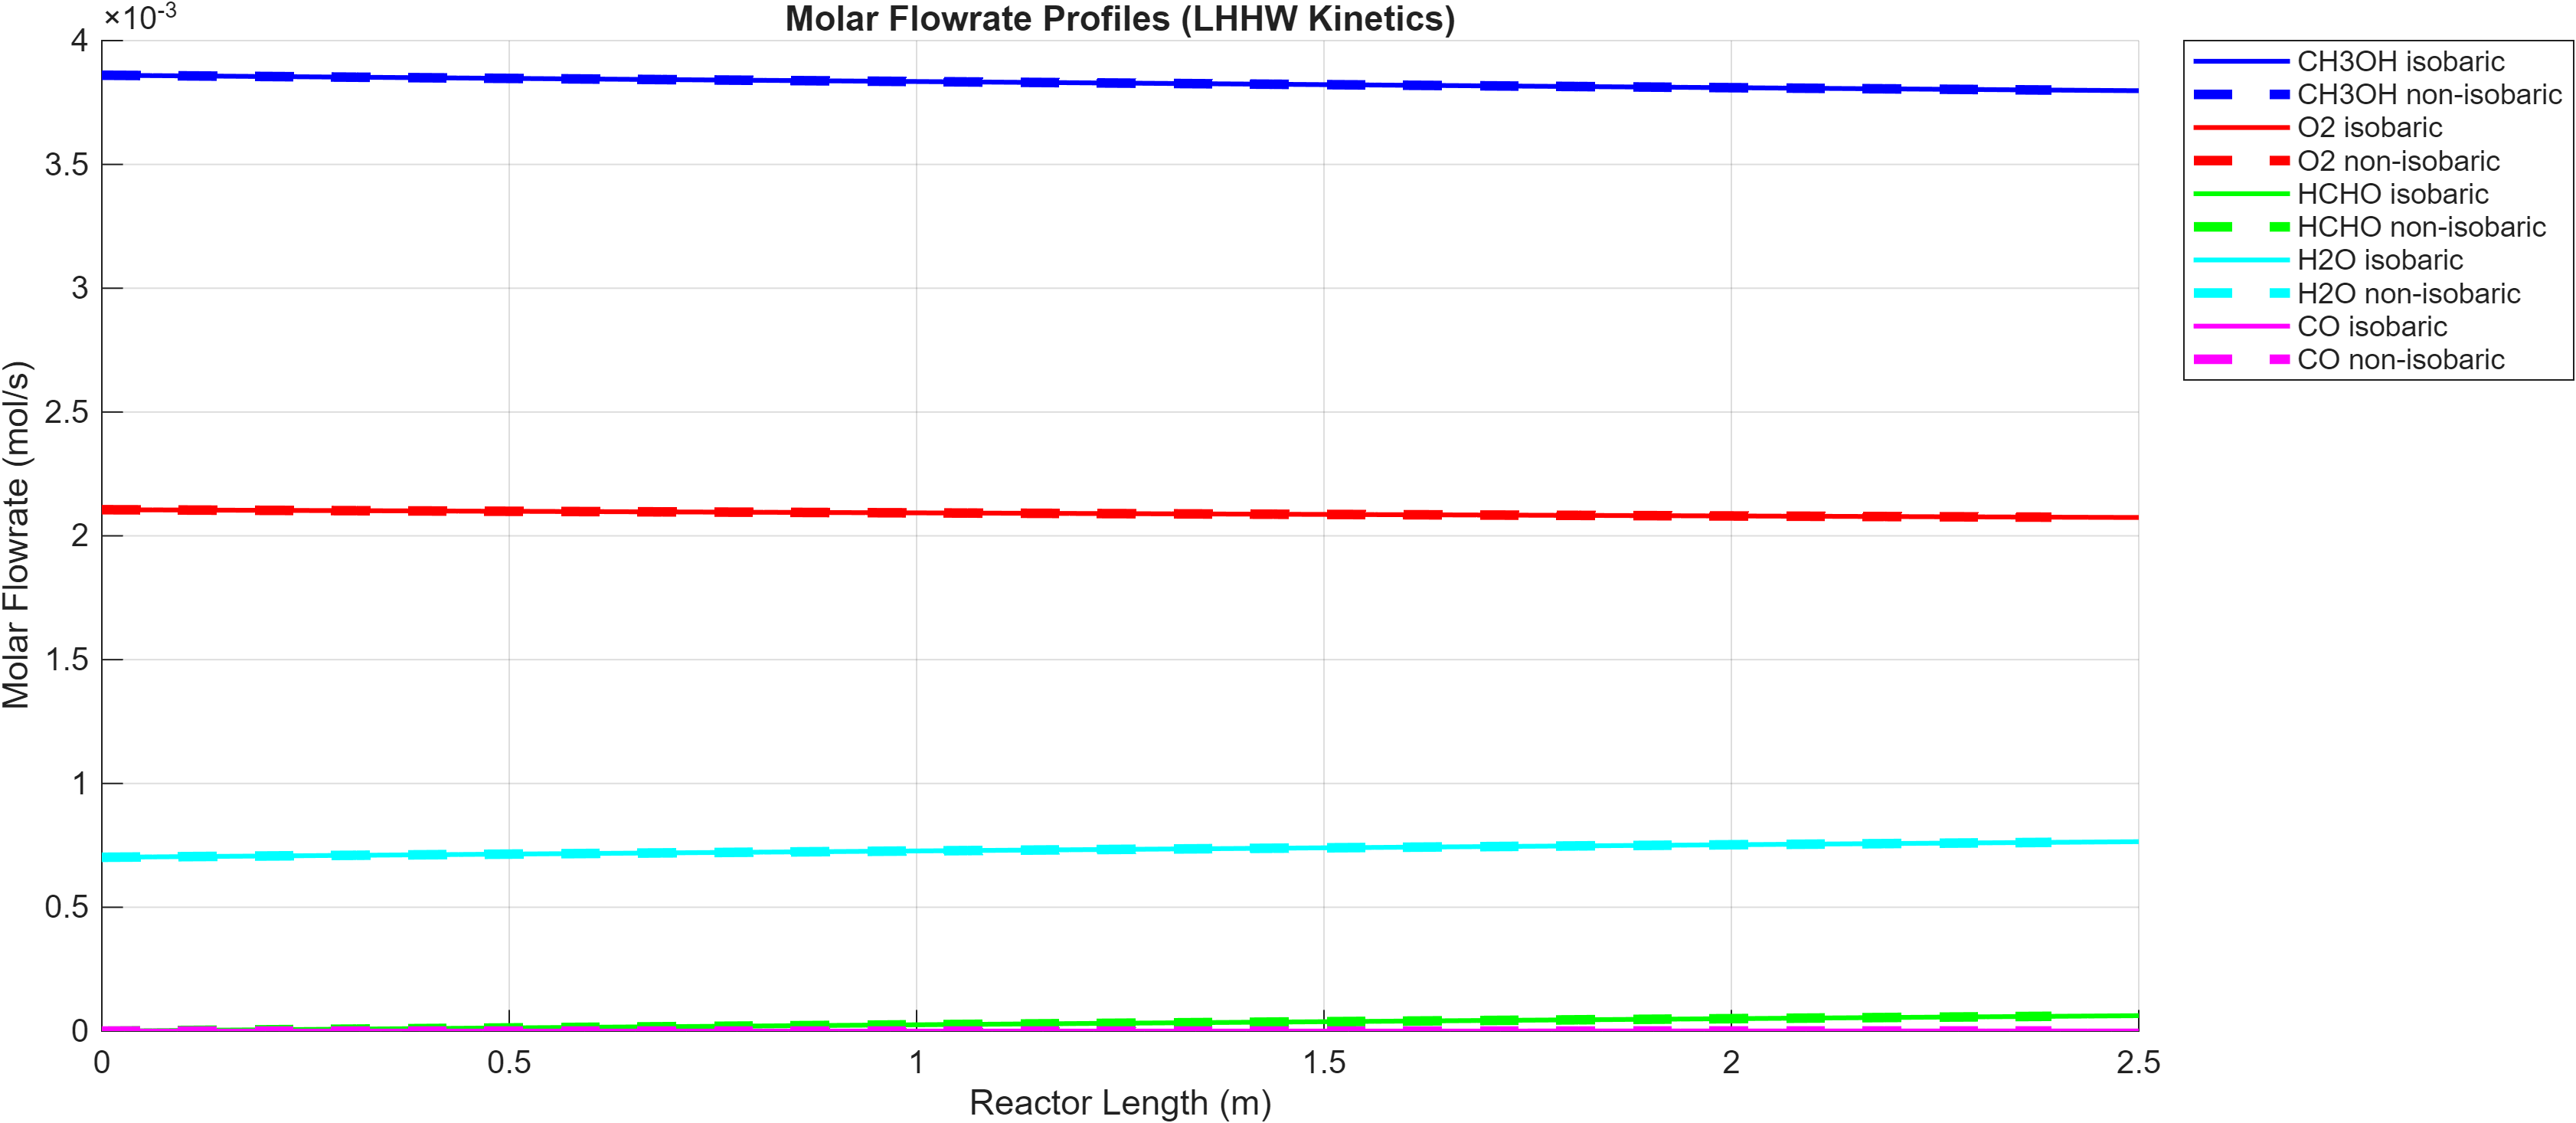 Molar Flowrate Profiles (LHHW Kinetics)
×10-3
4
3.5
3
2.5
2
1.5
1
0.5
0
Molar Flowrate (mol/s)
0 0.5 1 1.5 2 2.5
Reactor Length (m)
CH3OH isobaric
CH3OH non-isobaric
O2 isobaric
O2 non-isobaric
HCHO isobaric
HCHO non-isobaric
H2O isobaric
H2O non-isobaric
CO isobaric
CO non-isobaric